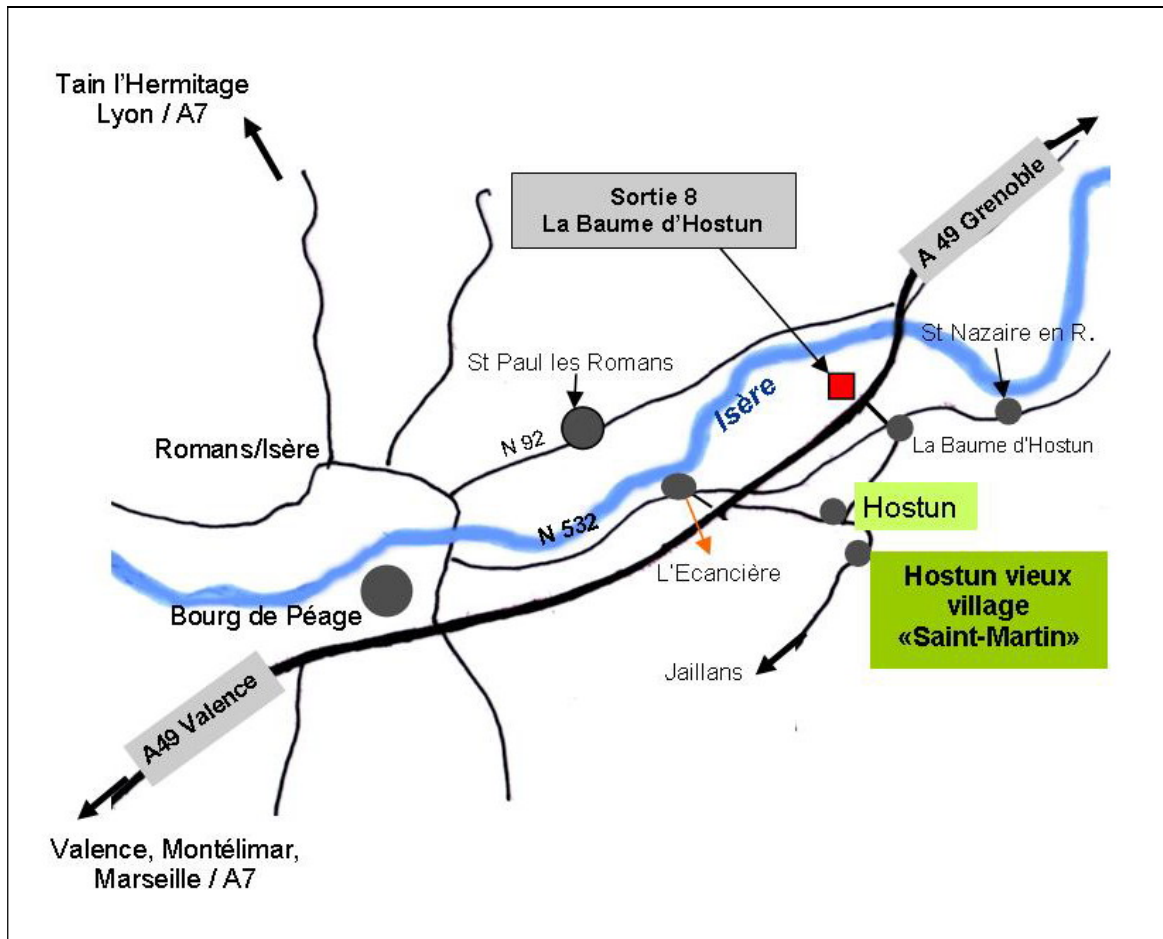 Tain l'Hermitage
Lyon / A7
A 49 Grenoble
Sortie 8
La Baume d'Hostun
St Nazaire en R.
St Paul les Romans
Isère
Romans/Isère
N 92
La Baume d'Hostun
Hostun
N 532
L'Ecancière
Hostun vieux
village
«Saint-Martin»
Bourg de Péage
Jaillans
A49 Valence
Valence, Montélimar,
Marseille / A7